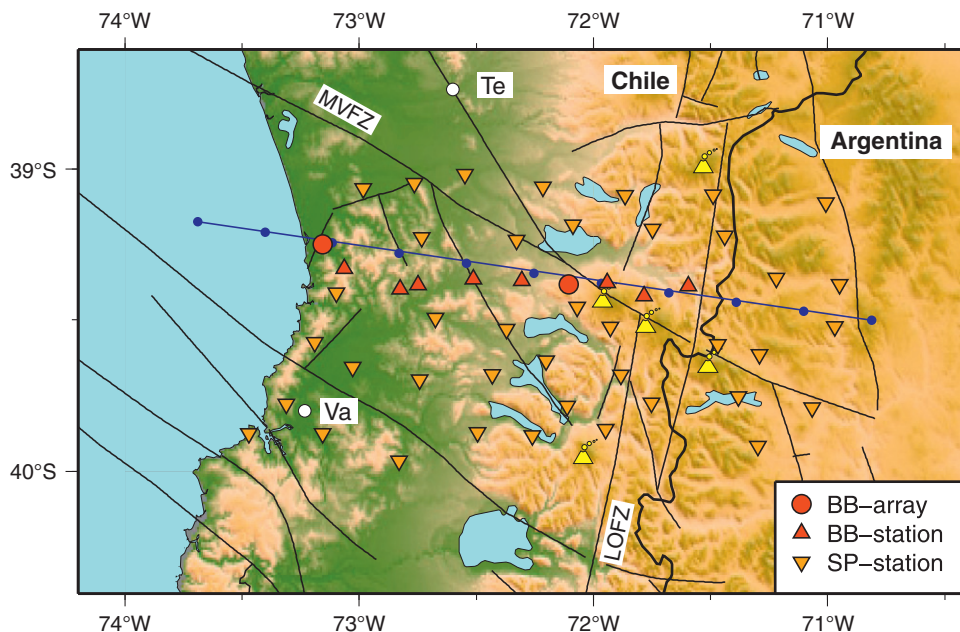 74°W 73°W 72°W 71°W
Te
Chile
MVFZ
Argentina
39°S
Va
40°S
LOFZ
BB–array
BB–station
SP–station
74°W 73°W 72°W 71°W